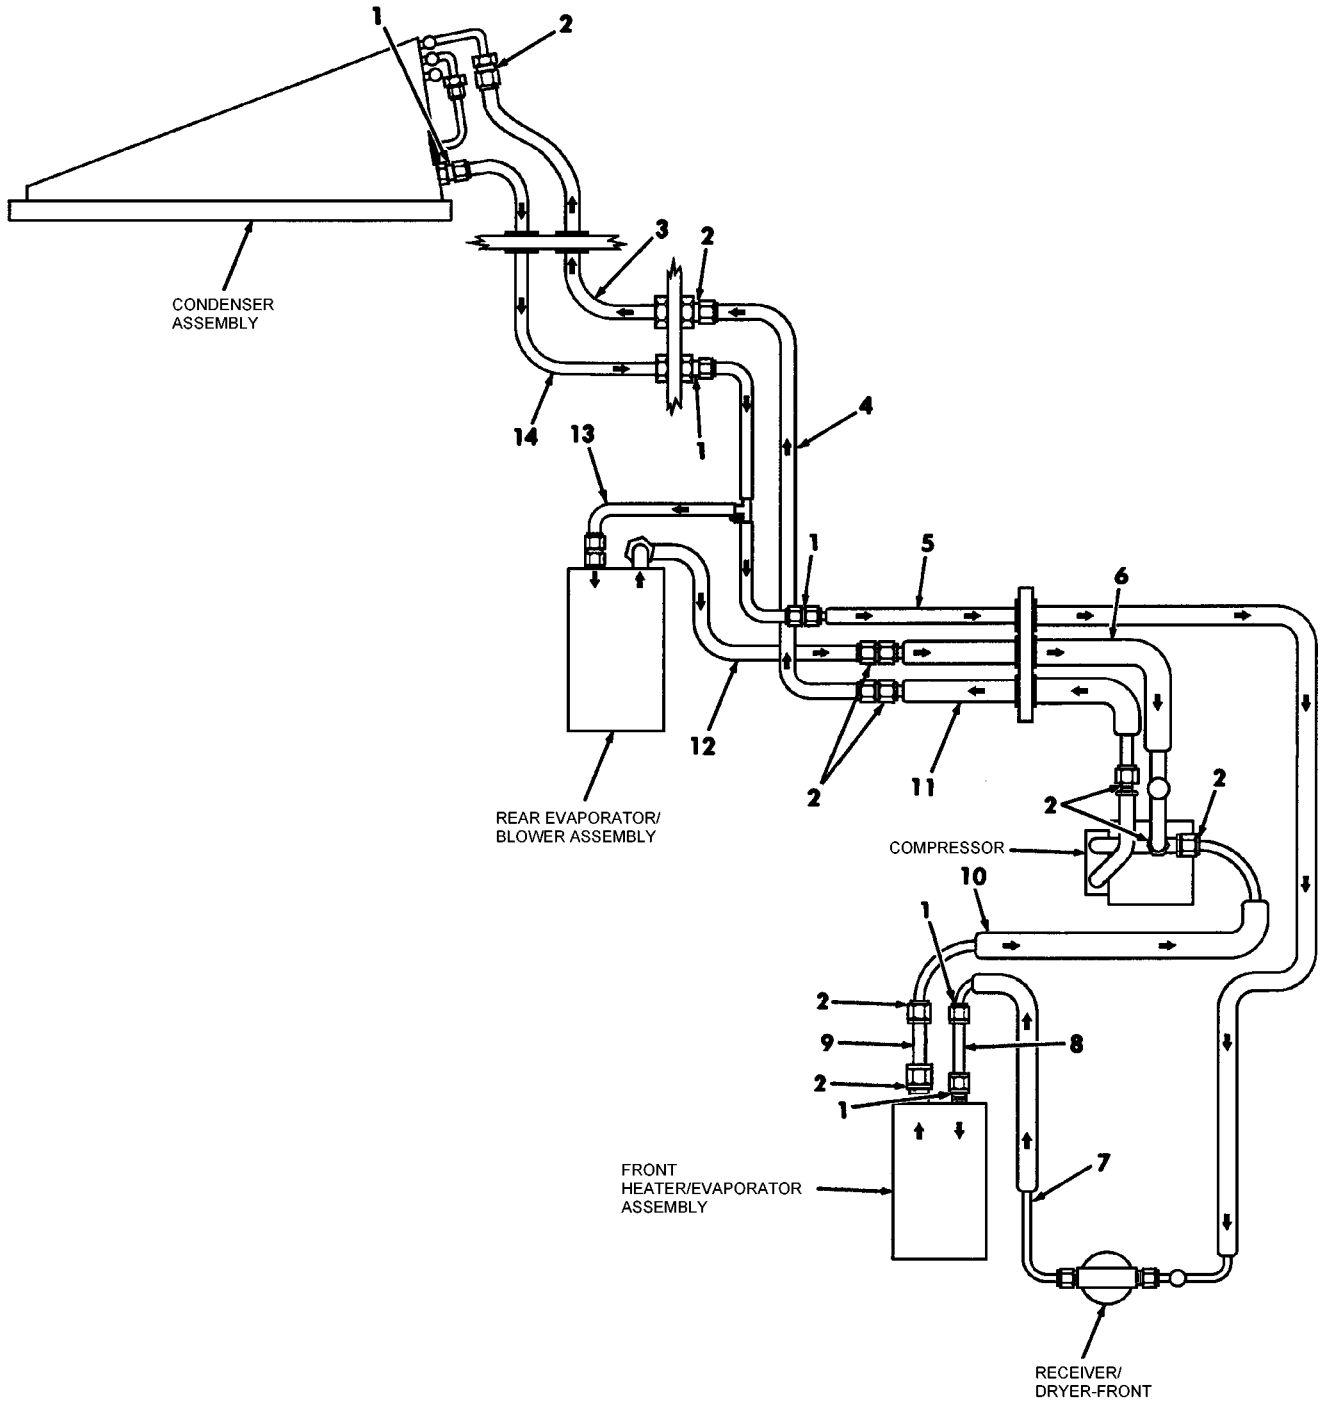 1
2
3
2
CONDENSER
ASSEMBLY
4
14
13
1
1
5
6
12
2
11
2
2
REAR EVAPORATOR/
BLOWER ASSEMBLY
COMPRESSOR
10
1
2
9
8
2
1
FRONT
HEATER/EVAPORATOR
ASSEMBLY
7
RECEIVER/
DRYER-FRONT